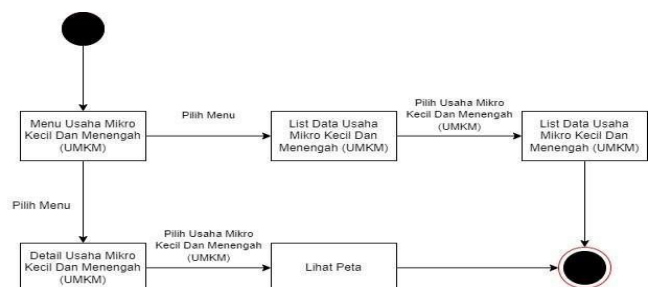 Pilih Usaha Mikro
Kecil Dan Menengah
(UMKM)
Menu Usaha Mikro
Kecil Dan Menengah
(UMKM)
Pilih Menu
List Data Usaha
Mikro Kecil Dan
Menengah (UMKM)
List Data Usaha
Mikro Kecil Dan
Menengah (UMKM)
Pilih Menu
Pilih Usaha Mikro
Kecil Dan Menengah
(UMKM)
Detail Usaha Mikro
Kecil Dan Menengah
(UMKM)
Lihat Peta